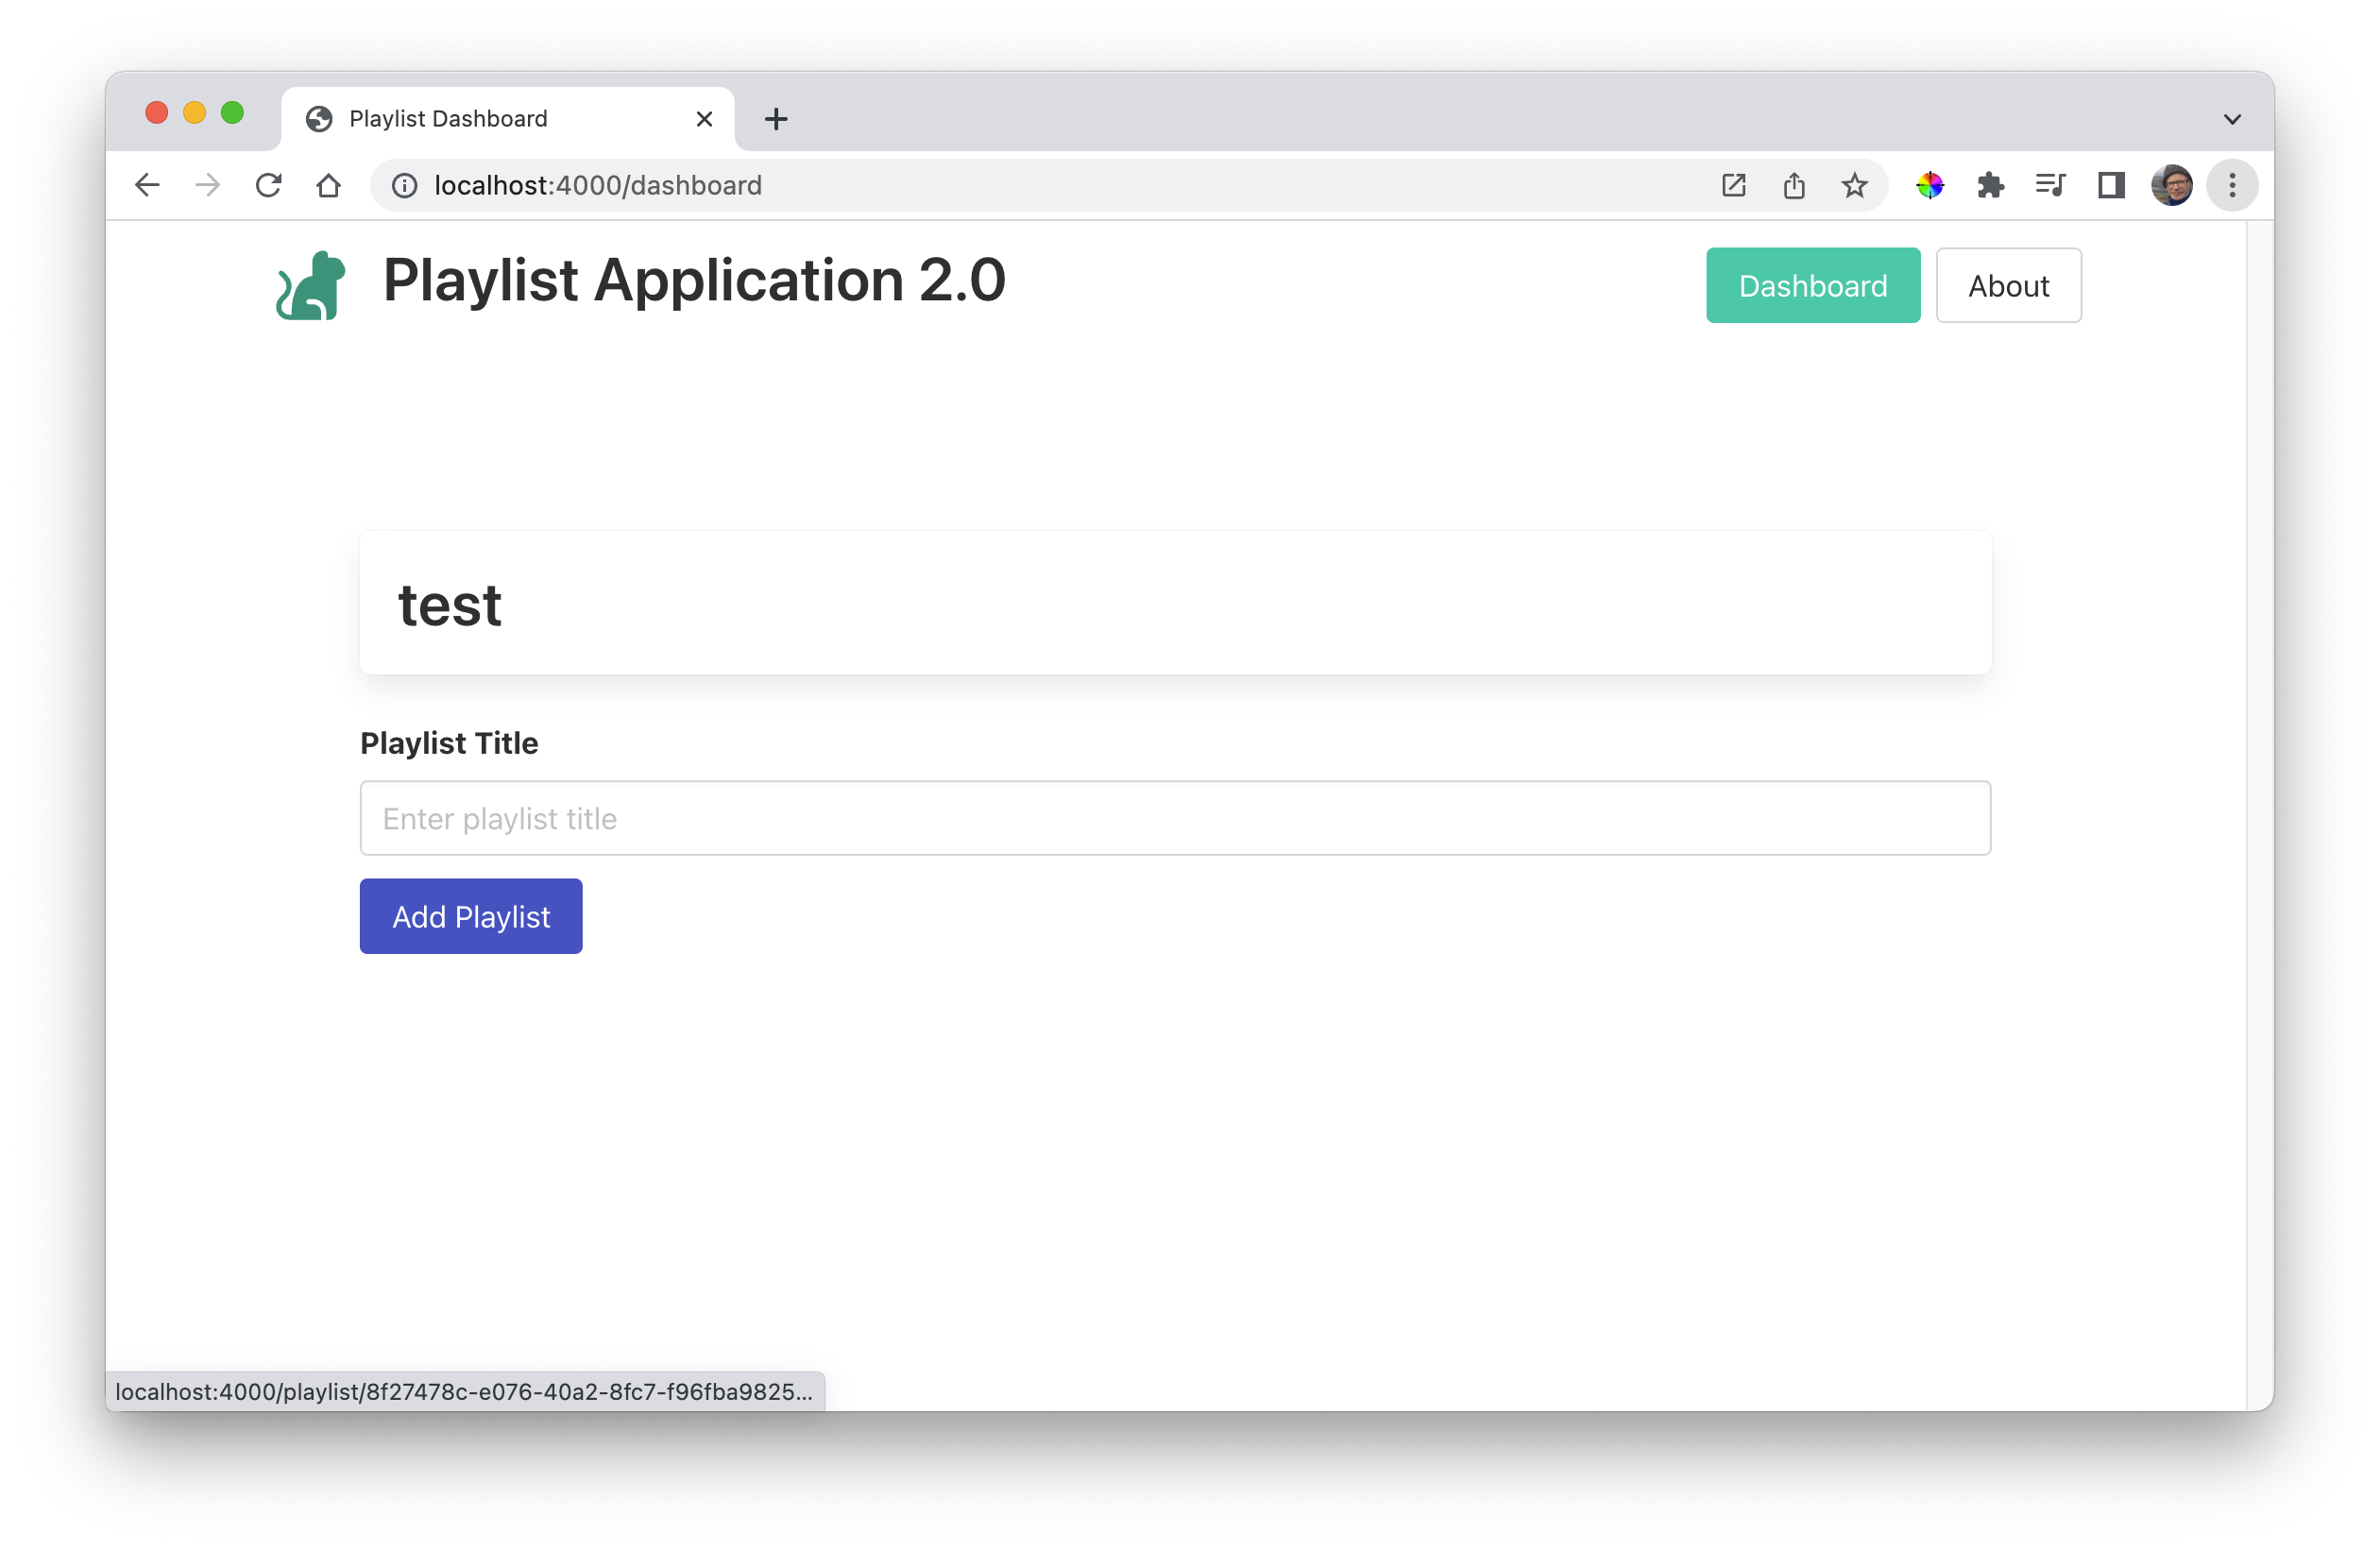 Playlist Dashboard
localhost:4000/dashboard
Playlist Application 2.0
Dashboard
About
test
Playlist Title
Enter playlist title
Add Playlist
localhost:4000/playlist/8f27478c-e076-40a2-8fc7-f96fba9825...